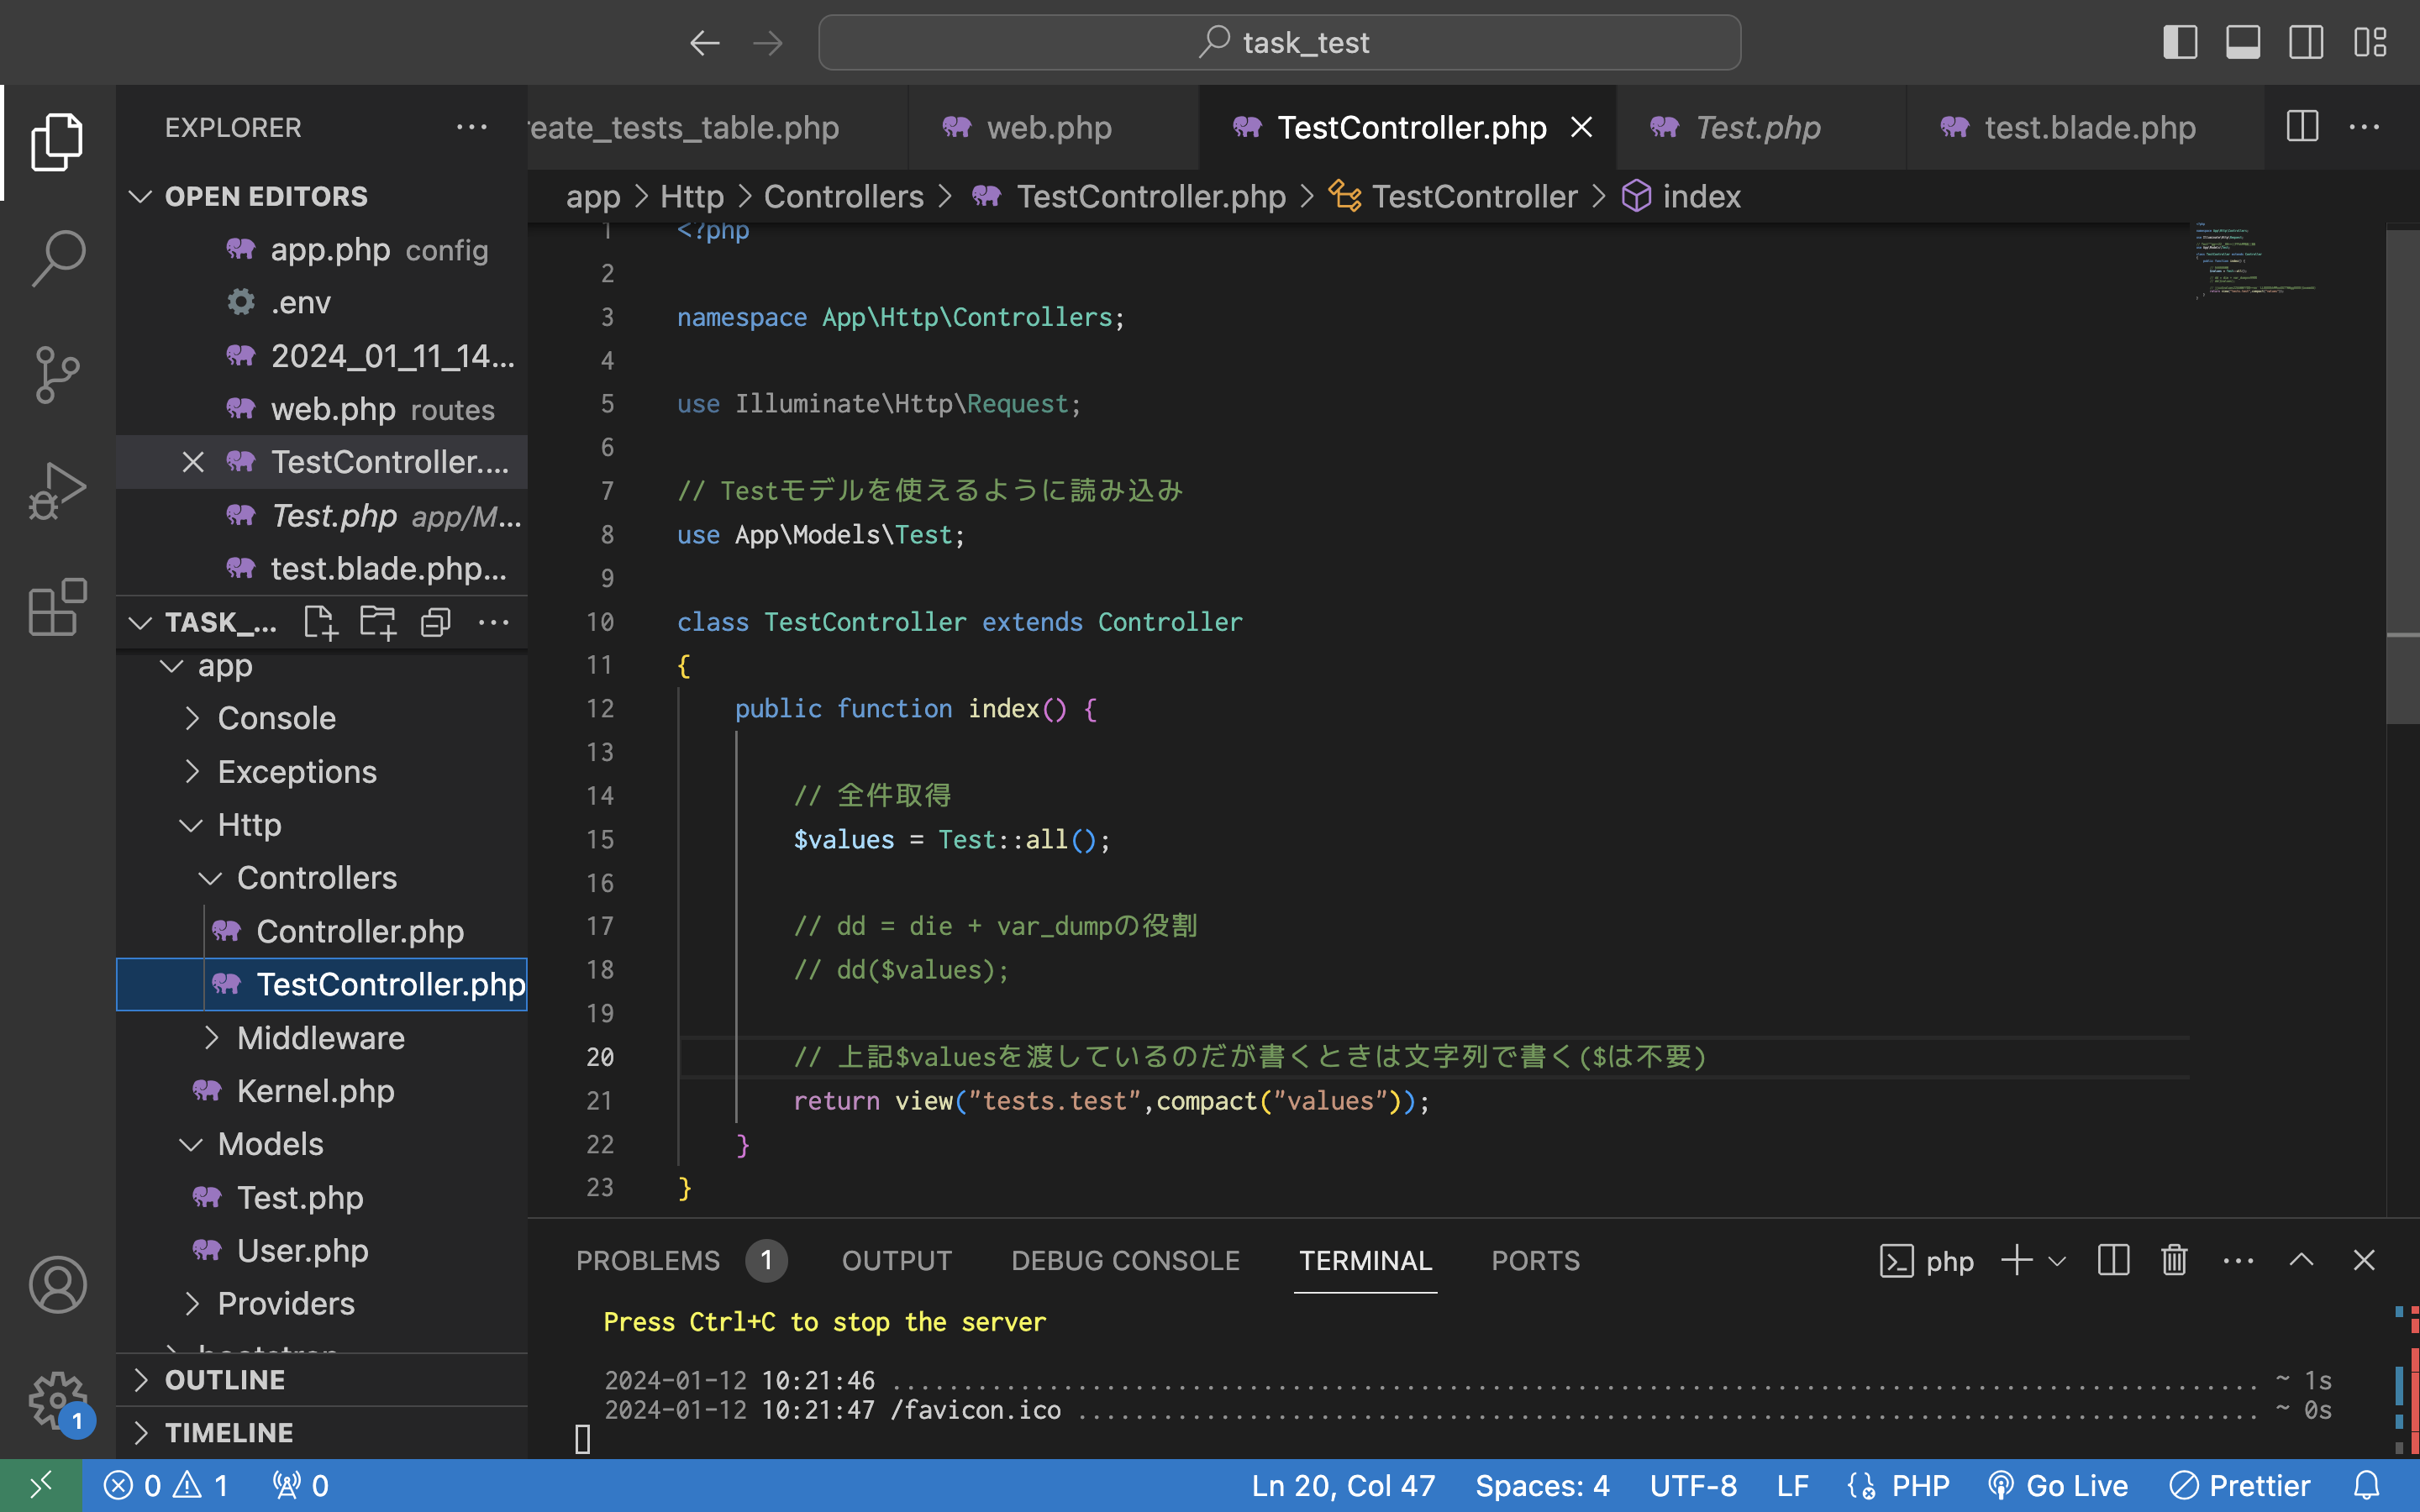 task_test
EXPLORER
OPEN EDITORS
app.php config
.env
2024_01_11_14...
web.php routes
TestController....
Test.php app/M...
test.blade.php...
TASK_...
app
Console
Exceptions
Http
Controllers
Controller.php
TestController.php
Middleware
Kernel.php
Models
Test.php
User.php
Providers
bootstrap
OUTLINE
TIMELINE
reate_tests_table.php
web.php
TestController.php
Test.php
test.blade.php
app > Http > Controllers > TestController.php > TestController > index
1 <?php
2
3 namespace App\Http\Controllers;
4
5 use Illuminate\Http\Request;
6
7 // Testモデルを使えるように読み込み
8 use App\Models\Test;
9
10 class TestController extends Controller
11 {
12 public function index() {
13
14 // 全件取得
15 $values = Test::all();
16
17 // dd = die + var_dumpの役割
18 // dd($values);
19
20 // 上記$valuesを渡しているのだが書くときは文字列で書く($は不要)
21 return view("tests.test",compact("values"));
22 }
23 }
PROBLEMS 1 OUTPUT DEBUG CONSOLE TERMINAL PORTS
php
Press Ctrl+C to stop the server
2024-01-12 10:21:46 ........................................................ ~ 1s
2024-01-12 10:21:47 /favicon.ico ........................................................ ~ 0s
1
0 1 0
Ln 20, Col 47 Spaces: 4 UTF-8 LF PHP Go Live Prettier